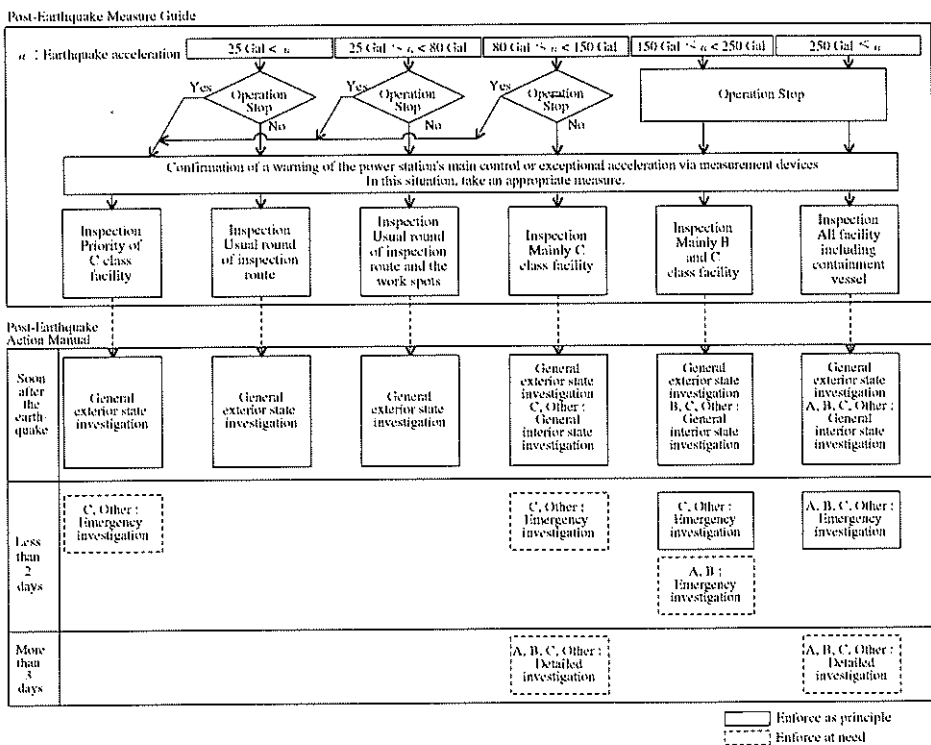 Post-Earthquake Measure Guide
a : Earthquake acceleration
25 Gal < a
25 Gal ≦ a < 80 Gal
80 Gal ≦ a < 150 Gal
150 Gal ≦ a < 250 Gal
250 Gal ≦ a
Yes
Operation
Stop
No
Yes
Operation
Stop
No
Yes
Operation
Stop
No
Operation Stop
Confirmation of a warning of the power station's main control or exceptional acceleration via measurement devices
In this situation, take an appropriate measure.
Inspection
Priority of
C class
facility
Inspection
Usual round
of inspection
route
Inspection
Usual round
of inspection
route and the
work spots
Inspection
Mainly C
class facility
Inspection
Mainly B
and C
class facility
Inspection
All facility
including
containment
vessel
Post-Earthquake
Action Manual
Soon
after
the
earth-
quake
General
exterior state
investigation
General
exterior state
investigation
General
exterior state
investigation
General
exterior state
investigation
C, Other :
General
interior state
investigation
General
exterior state
investigation
B, C, Other :
General
interior state
investigation
General
exterior state
investigation
A, B, C, Other :
General
interior state
investigation
Less
than
2
days
C, Other :
Emergency
investigation
C, Other :
Emergency
investigation
C, Other :
Emergency
investigation
A, B :
Emergency
investigation
A, B, C, Other :
Emergency
investigation
More
than
3
days
A, B, C, Other :
Detailed
investigation
A, B, C, Other :
Detailed
investigation
Enforce as principle
Enforce at need